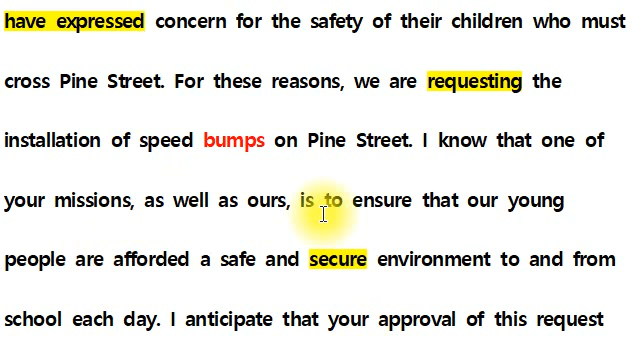 have expressed concern for the safety of their children who must
cross Pine Street. For these reasons, we are requesting the
installation of speed bumps on Pine Street. I know that one of
your missions, as well as ours, is to ensure that our young
people are afforded a safe and secure environment to and from
school each day. I anticipate that your approval of this request